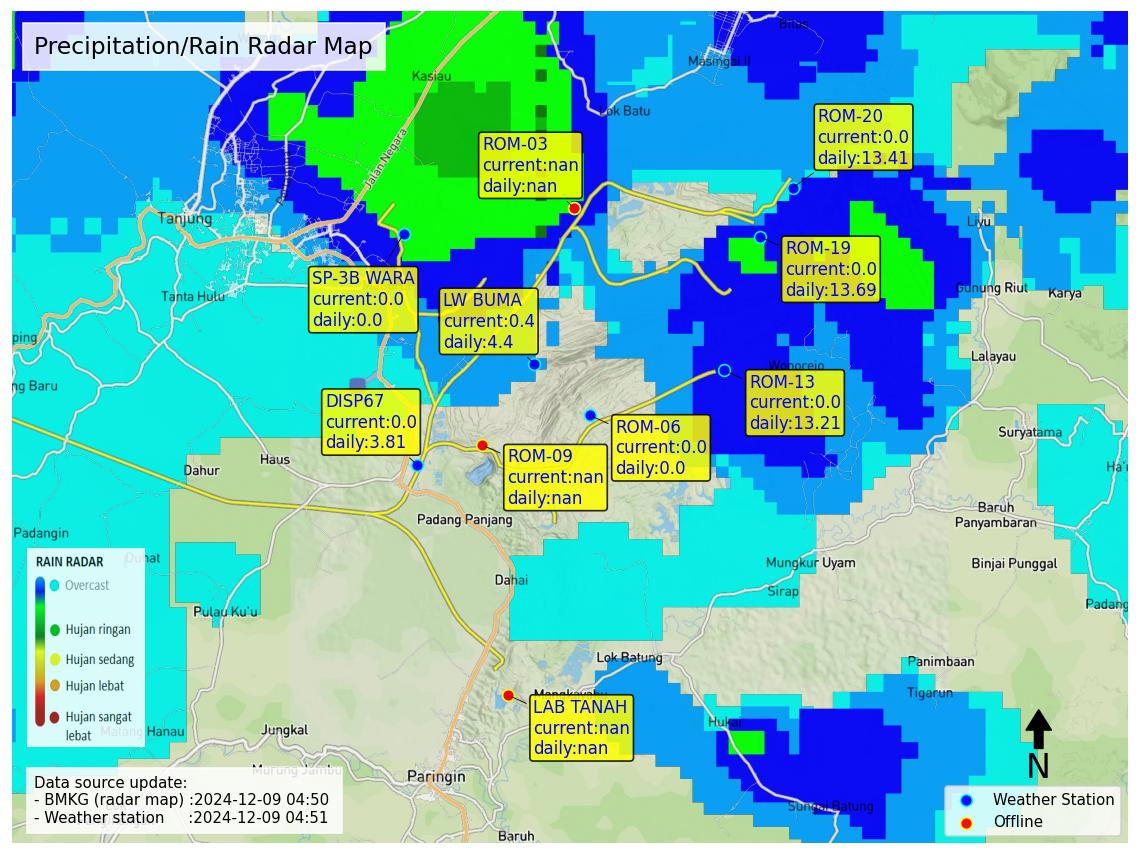 Precipitation/Rain Radar Map
Bitas
Masingai II
Kasiau
Lok Batu
Jalan Negara
ROM-03
current:nan
daily:nan
ROM-20
current:0.0
daily:13.41
Tanjung
Liyu
ROM-19
current:0.0
daily:13.69
SP-3B WARA
current:0.0
daily:0.0
LW BUMA
current:0.4
daily:4.4
Tanta Hulu
Gunung Riut
Karya
ping
Lalayau
ng Baru
ROM-13
current:0.0
daily:13.21
DISP67
current:0.0
daily:3.81
ROM-06
current:0.0
daily:0.0
ROM-09
current:nan
daily:nan
Suryatama
Haus
Dahur
Padang Panjang
Baruh
Panyambaran
Padangin
Mungkur Uyam
Binjai Punggal
Dahai
Sirap
Padang
Pulau Ku'u
RAIN RADAR
Overcast
Hujan ringan
Hujan sedang
Hujan lebat
Hujan sangat
lebat
Lok Batung
Panimbaan
Tigarun
LAB TANAH
current:nan
daily:nan
Hukai
Jungkal
Matang Hanau
Murung Jambu
Paringin
Sungai Batung
Baruh
N
Data source update:
- BMKG (radar map) :2024-12-09 04:50
- Weather station :2024-12-09 04:51
Weather Station
Offline